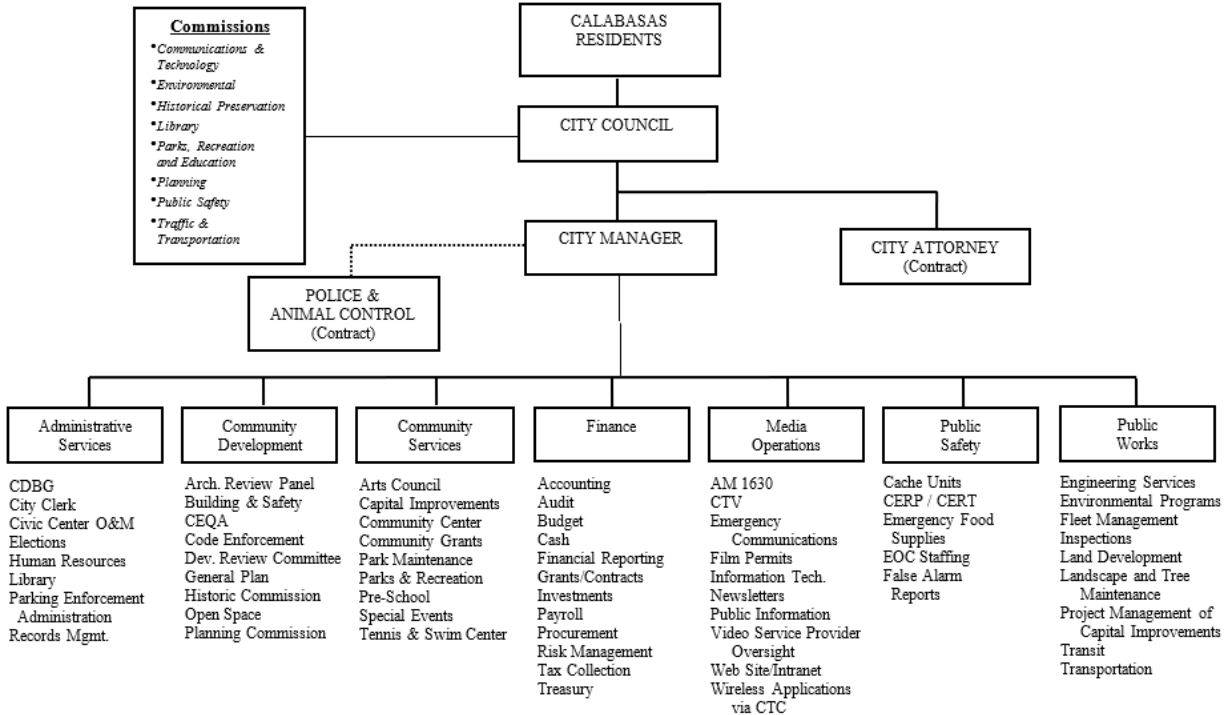 Commissions
•Communications &
Technology
•Environmental
•Historical Preservation
•Library
•Parks, Recreation
and Education
•Planning
•Public Safety
•Traffic &
Transportation
CALABASAS
RESIDENTS
CITY COUNCIL
CITY MANAGER
CITY ATTORNEY
(Contract)
POLICE &
ANIMAL CONTROL
(Contract)
Administrative
Services
CDBG
City Clerk
Civic Center O&M
Elections
Human Resources
Library
Parking Enforcement
Administration
Records Mgmt.
Community
Development
Arch. Review Panel
Building & Safety
CEQA
Code Enforcement
Dev. Review Committee
General Plan
Historic Commission
Open Space
Planning Commission
Community
Services
Arts Council
Capital Improvements
Community Center
Community Grants
Park Maintenance
Parks & Recreation
Pre-School
Special Events
Tennis & Swim Center
Finance
Accounting
Audit
Budget
Cash
Financial Reporting
Grants/Contracts
Investments
Payroll
Procurement
Risk Management
Tax Collection
Treasury
Media
Operations
AM 1630
CTV
Emergency
Communications
Film Permits
Information Tech.
Newsletters
Public Information
Video Service Provider
Oversight
Web Site/Intranet
Wireless Applications
via CTC
Public
Safety
Cache Units
CERP / CERT
Emergency Food
Supplies
EOC Staffing
False Alarm
Reports
Public
Works
Engineering Services
Environmental Programs
Fleet Management
Inspections
Land Development
Landscape and Tree
Maintenance
Project Management of
Capital Improvements
Transit
Transportation